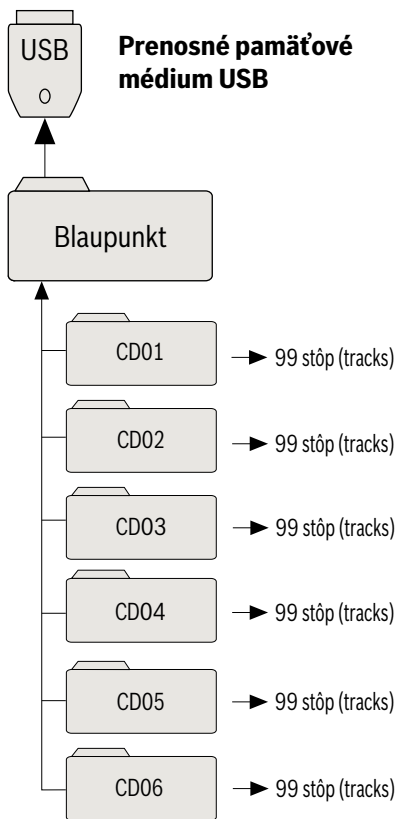 USB
Prenosné pamäťové
médium USB
Blaupunkt
CD01
99 stôp (tracks)
CD02
99 stôp (tracks)
CD03
99 stôp (tracks)
CD04
99 stôp (tracks)
CD05
99 stôp (tracks)
CD06
99 stôp (tracks)